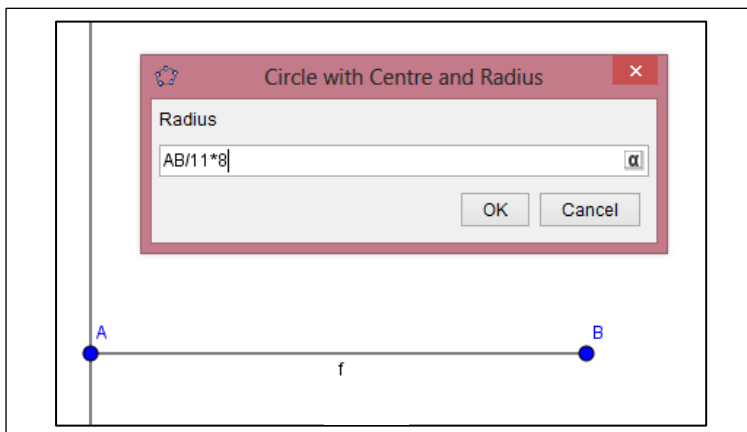 Circle with Centre and Radius
Radius
AB/11*8
α
OK Cancel
A B
f